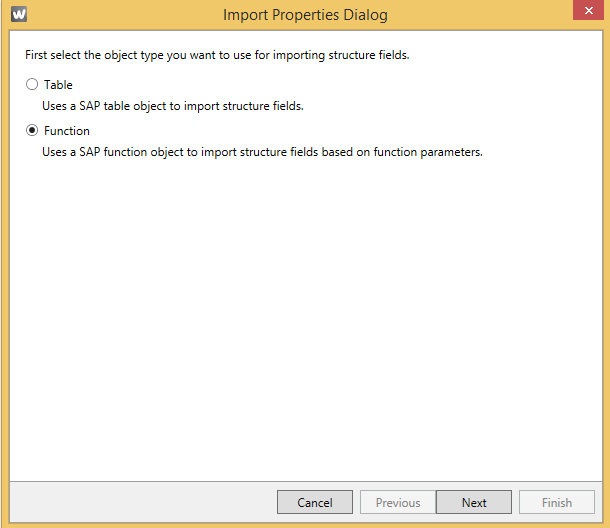 W
Import Properties Dialog
First select the object type you want to use for importing structure fields.
Table
Uses a SAP table object to import structure fields.
Function
Uses a SAP function object to import structure fields based on function parameters.
Cancel Previous Next Finish